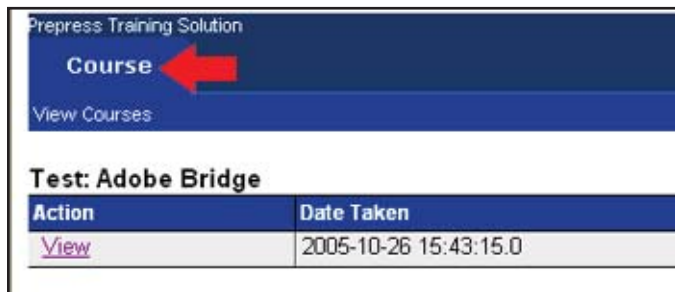 Prepress Training Solution
Course
View Courses
Test: Adobe Bridge
Action Date Taken
View 2005-10-26 15:43:15.0